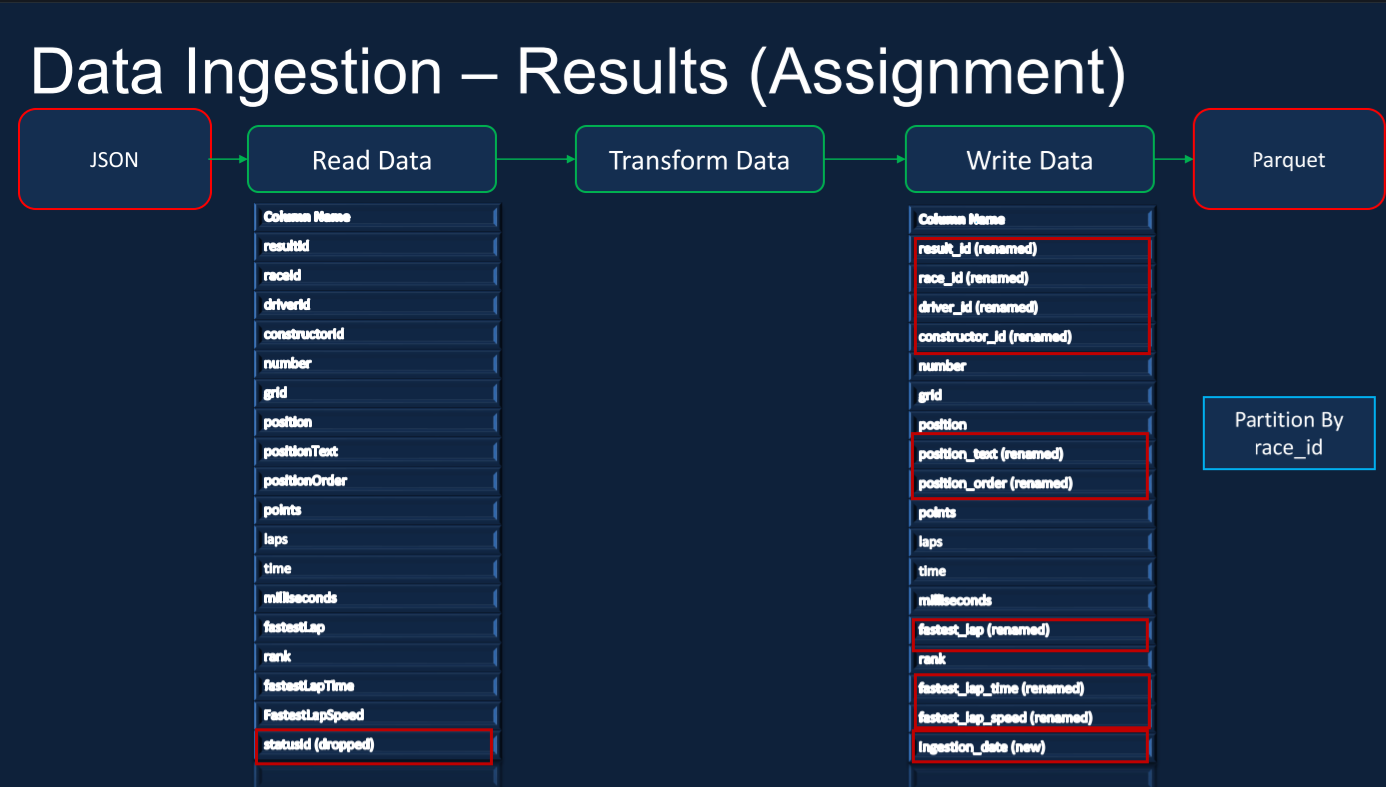 Data Ingestion – Results (Assignment)
JSON
Read Data
Transform Data
Write Data
Parquet
Column Name
resultId
raceId
driverId
constructorId
number
grid
position
positionText
positionOrder
points
laps
time
milliseconds
fastestLap
rank
fastestLapTime
FastestLapSpeed
statusId (dropped)
Column Name
result_id (renamed)
race_id (renamed)
driver_id (renamed)
constructor_id (renamed)
number
grid
position
position_text (renamed)
position_order (renamed)
points
laps
time
milliseconds
fastest_lap (renamed)
rank
fastest_lap_time (renamed)
fastest_lap_speed (renamed)
ingestion_date (new)
Partition By
race_id